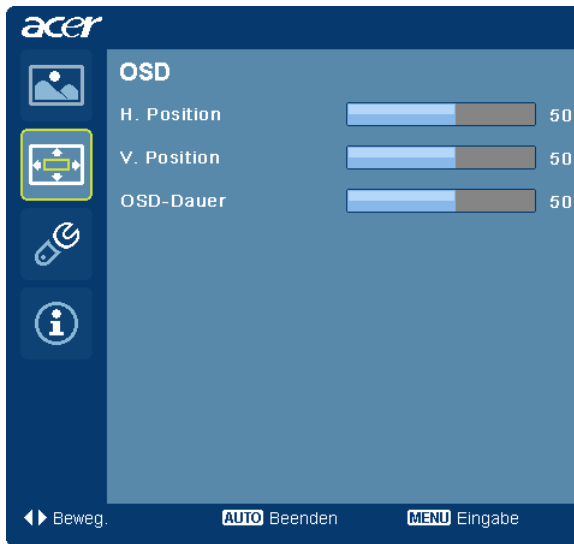 acer
OSD
H. Position 50
V. Position 50
OSD-Dauer 50
Beweg. AUTO Beenden MENU Eingabe